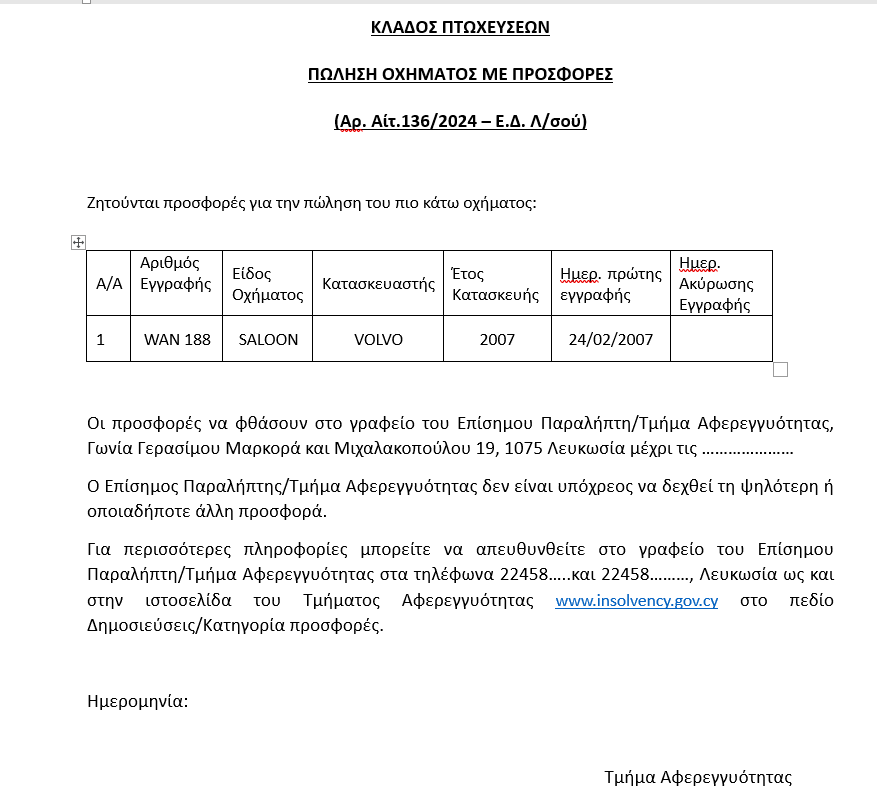 ΚΛΑΔΟΣ ΠΤΩΧΕΥΣΕΩΝ
ΠΩΛΗΣΗ ΟΧΗΜΑΤΟΣ ΜΕ ΠΡΟΣΦΟΡΕΣ
(Αρ. Αίτ.136/2024 – Ε.Δ. Λ/σού)
Ζητούνται προσφορές για την πώληση του πιο κάτω οχήματος:
Α/Α Αριθμός Εγγραφής Είδος Οχήματος Κατασκευαστής Έτος Κατασκευής Ημερ. πρώτης εγγραφής Ημερ. Ακύρωσης Εγγραφής
1 WAN 188 SALOON VOLVO 2007 24/02/2007
Οι προσφορές να φθάσουν στο γραφείο του Επίσημου Παραλήπτη/Τμήμα Αφερεγγυότητας,
Γωνία Γερασίμου Μαρκορά και Μιχαλακοπούλου 19, 1075 Λευκωσία μέχρι τις …………………
Ο Επίσημος Παραλήπτης/Τμήμα Αφερεγγυότητας δεν είναι υπόχρεος να δεχθεί τη ψηλότερη ή
οποιαδήποτε άλλη προσφορά.
Για περισσότερες πληροφορίες μπορείτε να απευθυνθείτε στο γραφείο του Επίσημου
Παραλήπτη/Τμήμα Αφερεγγυότητας στα τηλέφωνα 22458…..και 22458………, Λευκωσία ως και
στην ιστοσελίδα του Τμήματος Αφερεγγυότητας www.insolvency.gov.cy στο πεδίο
Δημοσιεύσεις/Κατηγορία προσφορές.
Ημερομηνία:
Τμήμα Αφερεγγυότητας